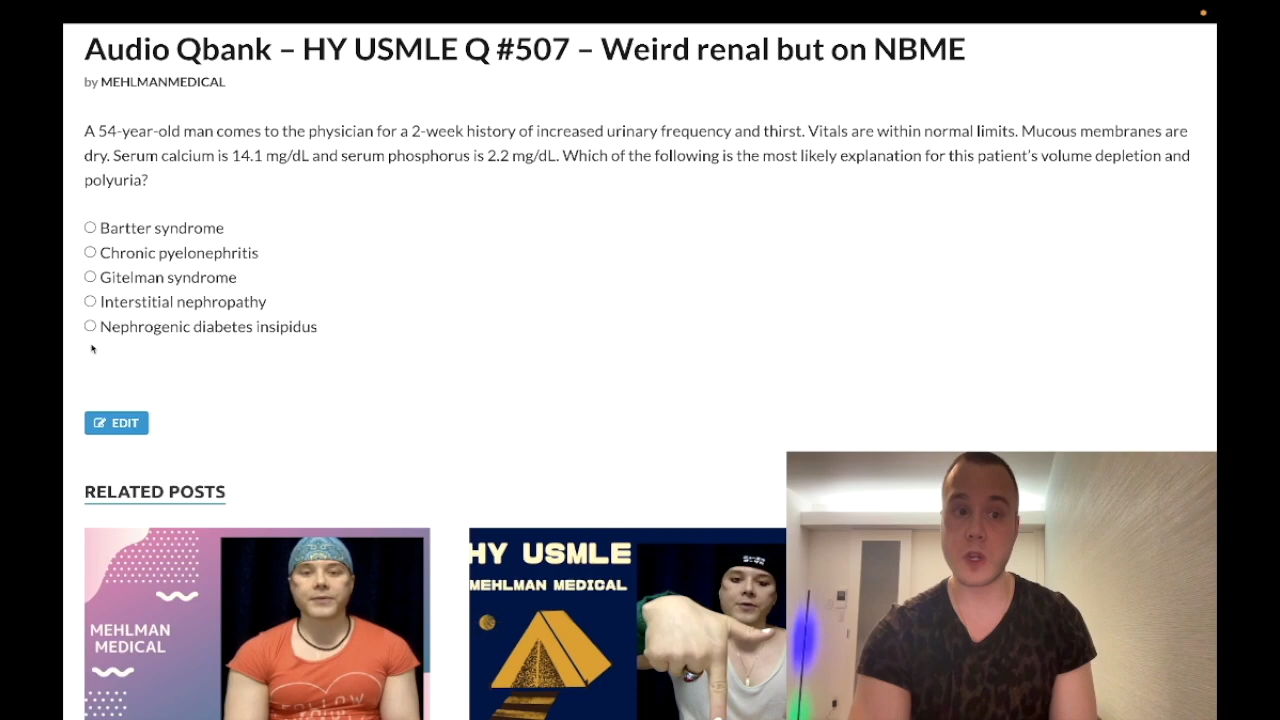 Audio Qbank – HY USMLE Q #507 – Weird renal but on NBME
by MEHLMANMEDICAL
A 54-year-old man comes to the physician for a 2-week history of increased urinary frequency and thirst. Vitals are within normal limits. Mucous membranes are
dry. Serum calcium is 14.1 mg/dL and serum phosphorus is 2.2 mg/dL. Which of the following is the most likely explanation for this patient's volume depletion and
polyuria?
Bartter syndrome
Chronic pyelonephritis
Gitelman syndrome
Interstitial nephropathy
Nephrogenic diabetes insipidus
EDIT
RELATED POSTS
MEHLMAN
MEDICAL
FOLLOW
HY USMLE
MEHLMAN MEDICAL